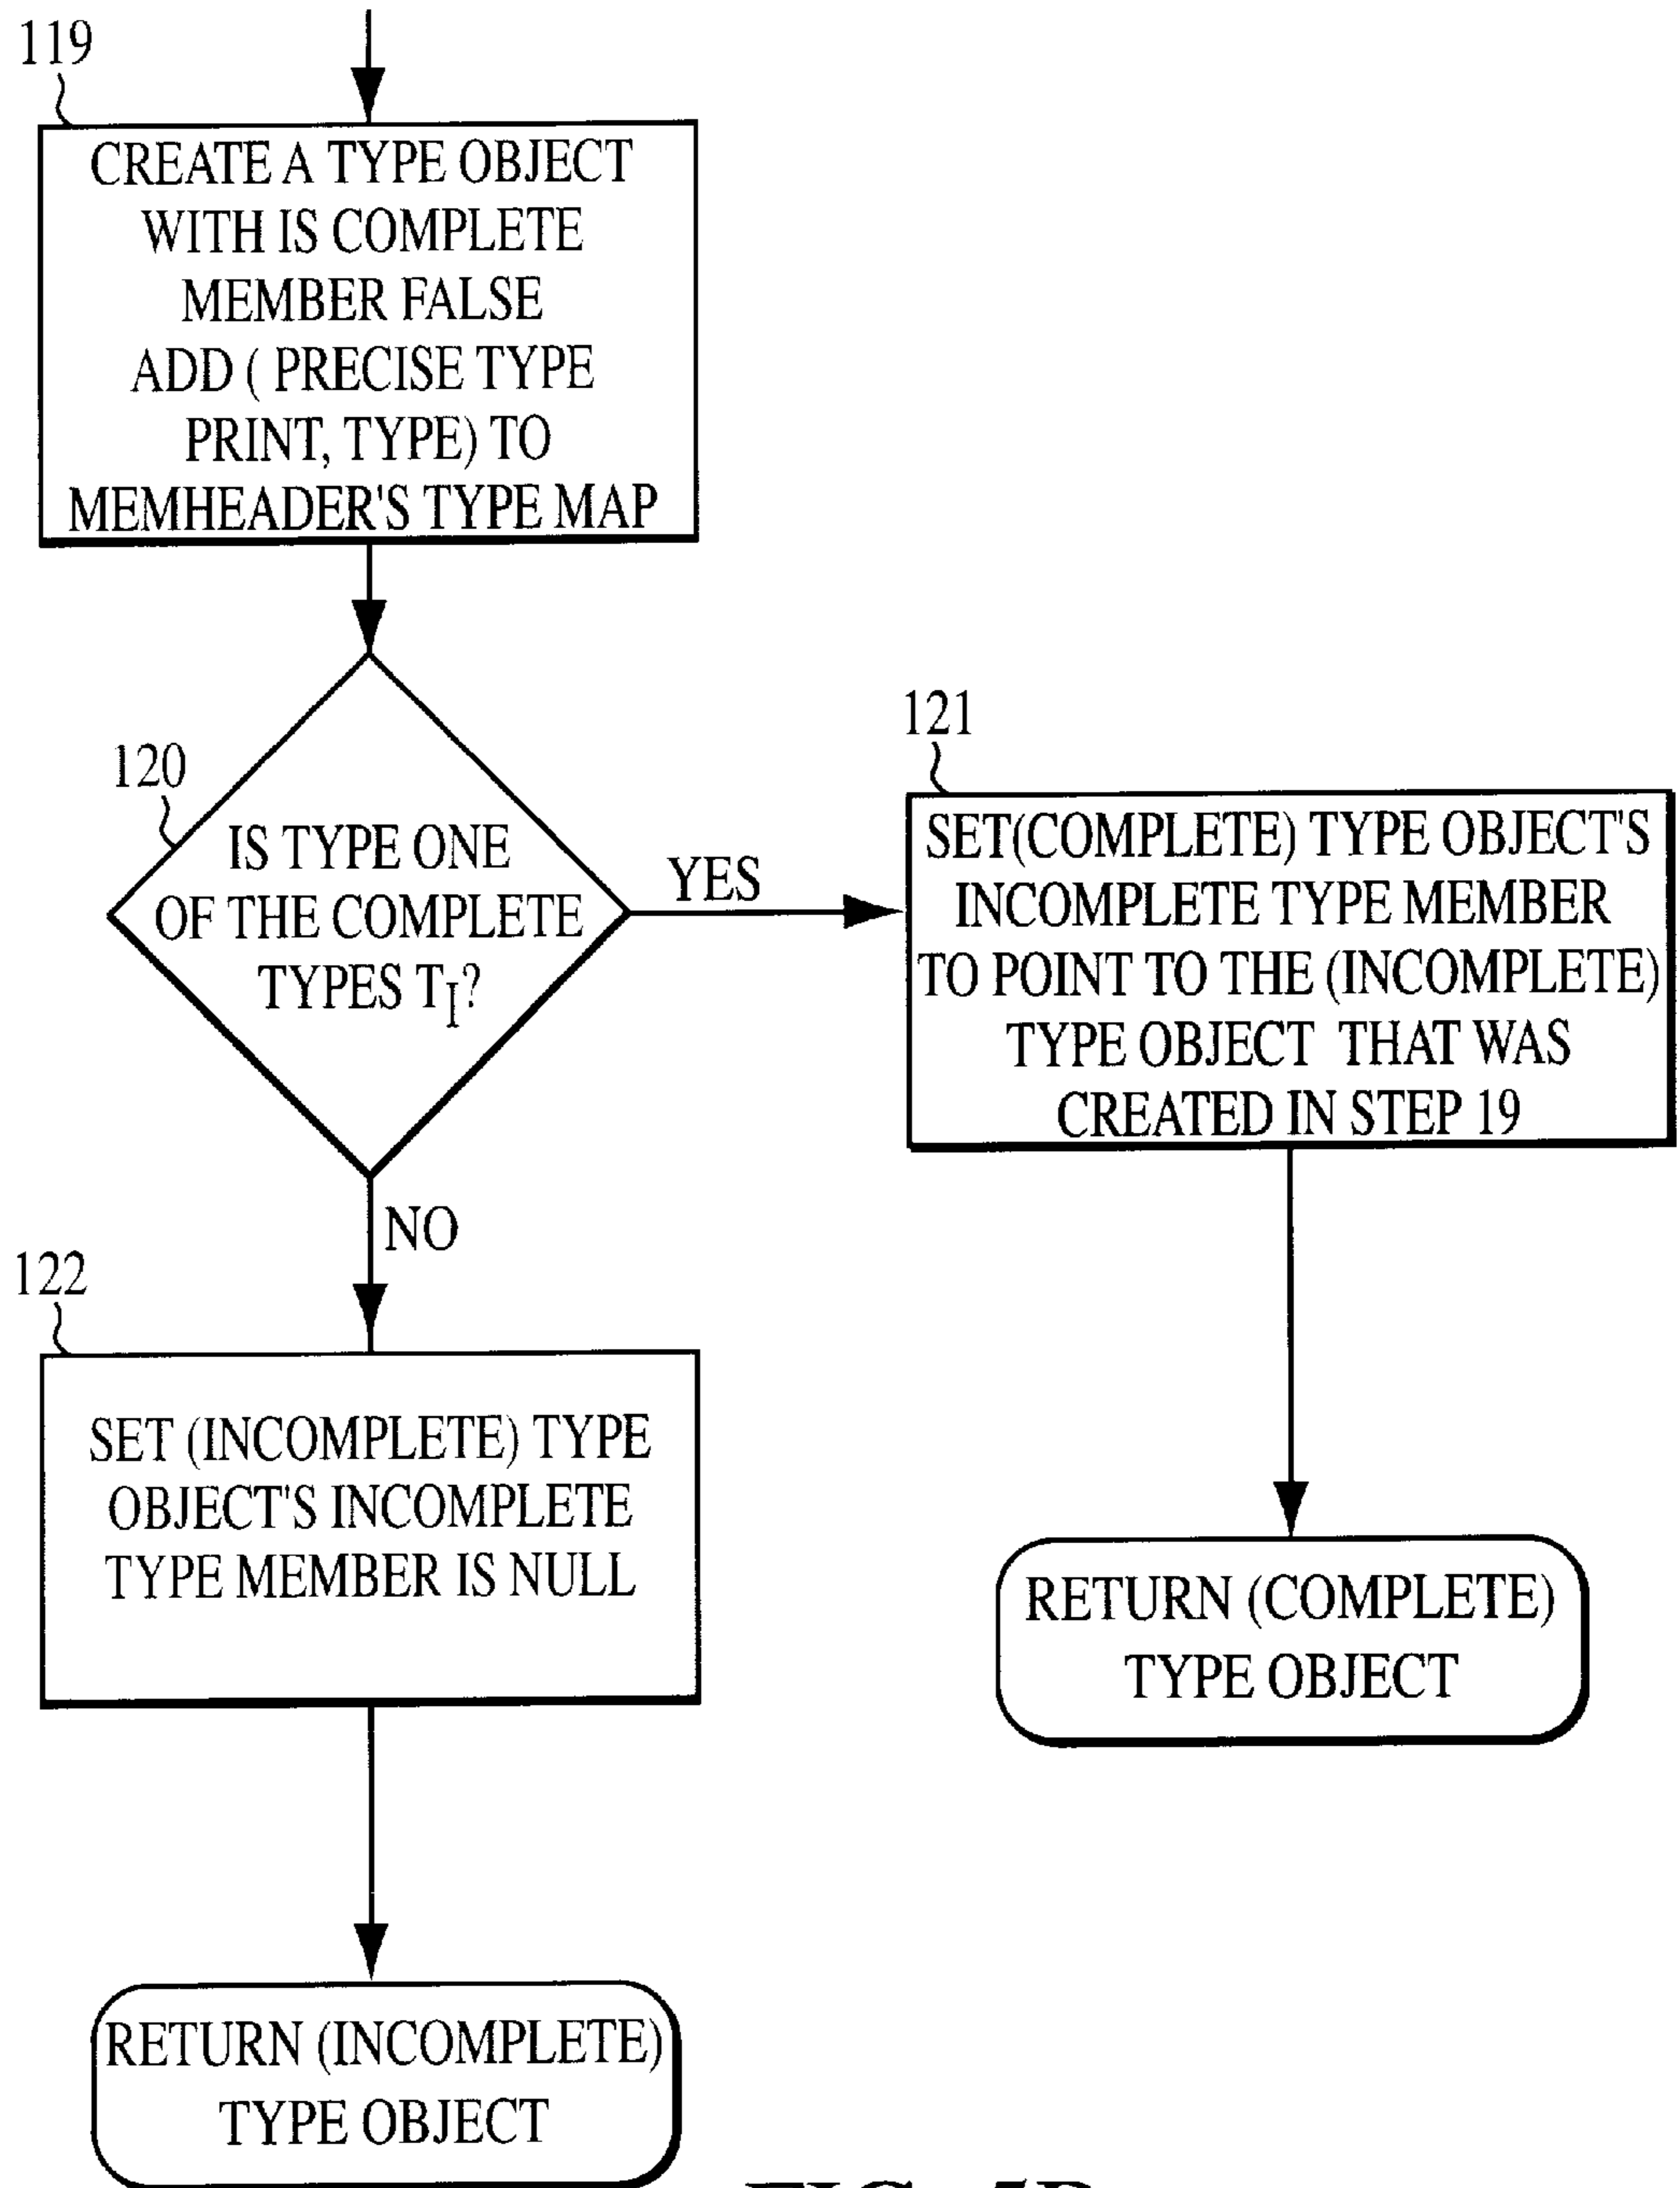 119
CREATE A TYPE OBJECT
WITH IS COMPLETE
MEMBER FALSE
ADD ( PRECISE TYPE
PRINT, TYPE) TO
MEMHEADER'S TYPE MAP
120
IS TYPE ONE
OF THE COMPLETE
TYPES T_I?
YES
121
SET(COMPLETE) TYPE OBJECT'S
INCOMPLETE TYPE MEMBER
TO POINT TO THE (INCOMPLETE)
TYPE OBJECT THAT WAS
CREATED IN STEP 19
NO
122
SET (INCOMPLETE) TYPE
OBJECT'S INCOMPLETE
TYPE MEMBER IS NULL
RETURN (COMPLETE)
TYPE OBJECT
RETURN (INCOMPLETE)
TYPE OBJECT